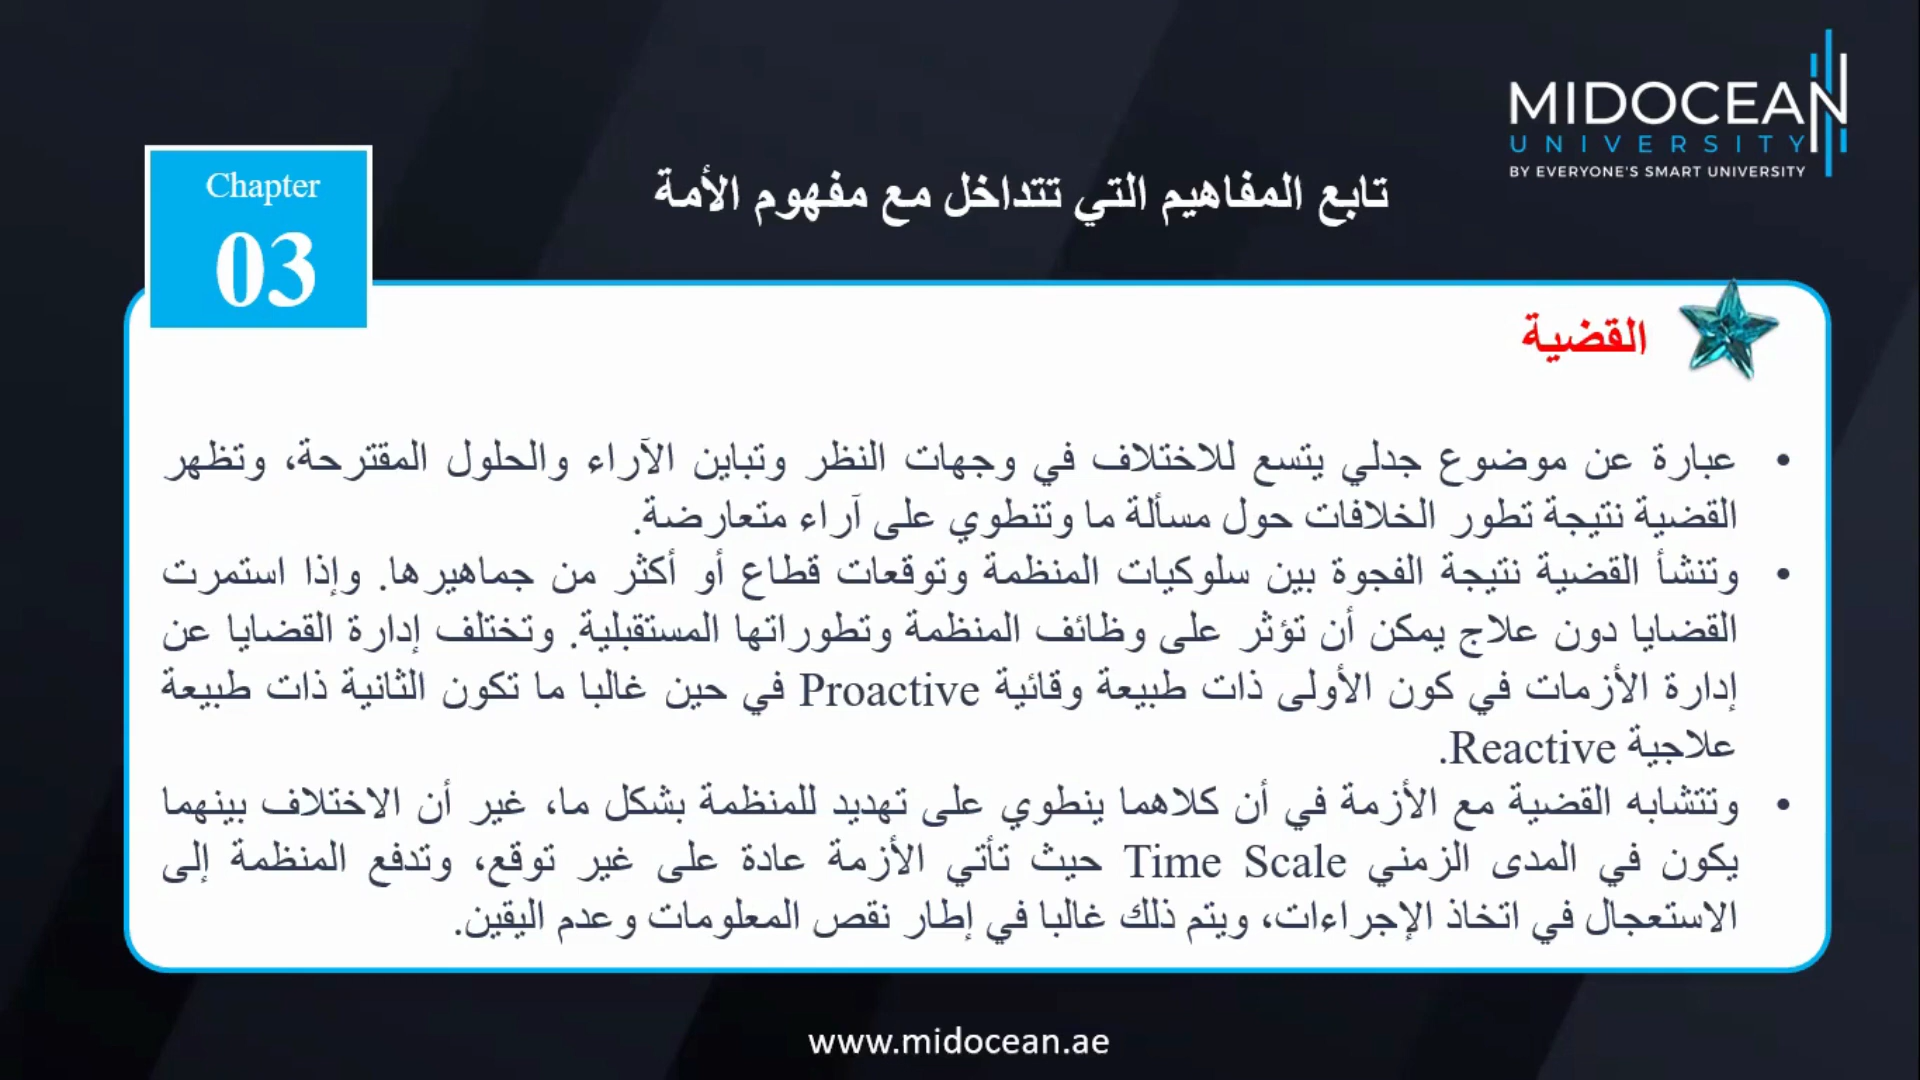 MIDOCEAN
UNIVERSITY
BY EVERYONE'S SMART UNIVERSITY
Chapter
03
تابع المفاهيم التي تتداخل مع مفهوم الأمة
القضية
• عبارة عن موضوع جدلي يتسع للاختلاف في وجهات النظر وتباين الآراء والحلول المقترحة، وتظهر
القضية نتيجة تطور الخلافات حول مسألة ما وتنطوي على آراء متعارضة.
• وتنشأ القضية نتيجة الفجوة بين سلوكيات المنظمة وتوقعات قطاع أو أكثر من جماهيرها. وإذا استمرت
القضايا دون علاج يمكن أن تؤثر على وظائف المنظمة وتطوراتها المستقبلية. وتختلف إدارة القضايا عن
إدارة الأزمات في كون الأولى ذات طبيعة وقائية Proactive في حين غالبا ما تكون الثانية ذات طبيعة
علاجية Reactive.
• وتتشابه القضية مع الأزمة في أن كلاهما ينطوي على تهديد للمنظمة بشكل ما، غير أن الاختلاف بينهما
يكون في المدى الزمني Time Scale حيث تأتي الأزمة عادة على غير توقع، وتدفع المنظمة إلى
الاستعجال في اتخاذ الإجراءات، ويتم ذلك غالبا في إطار نقص المعلومات وعدم اليقين.
www.midocean.ae